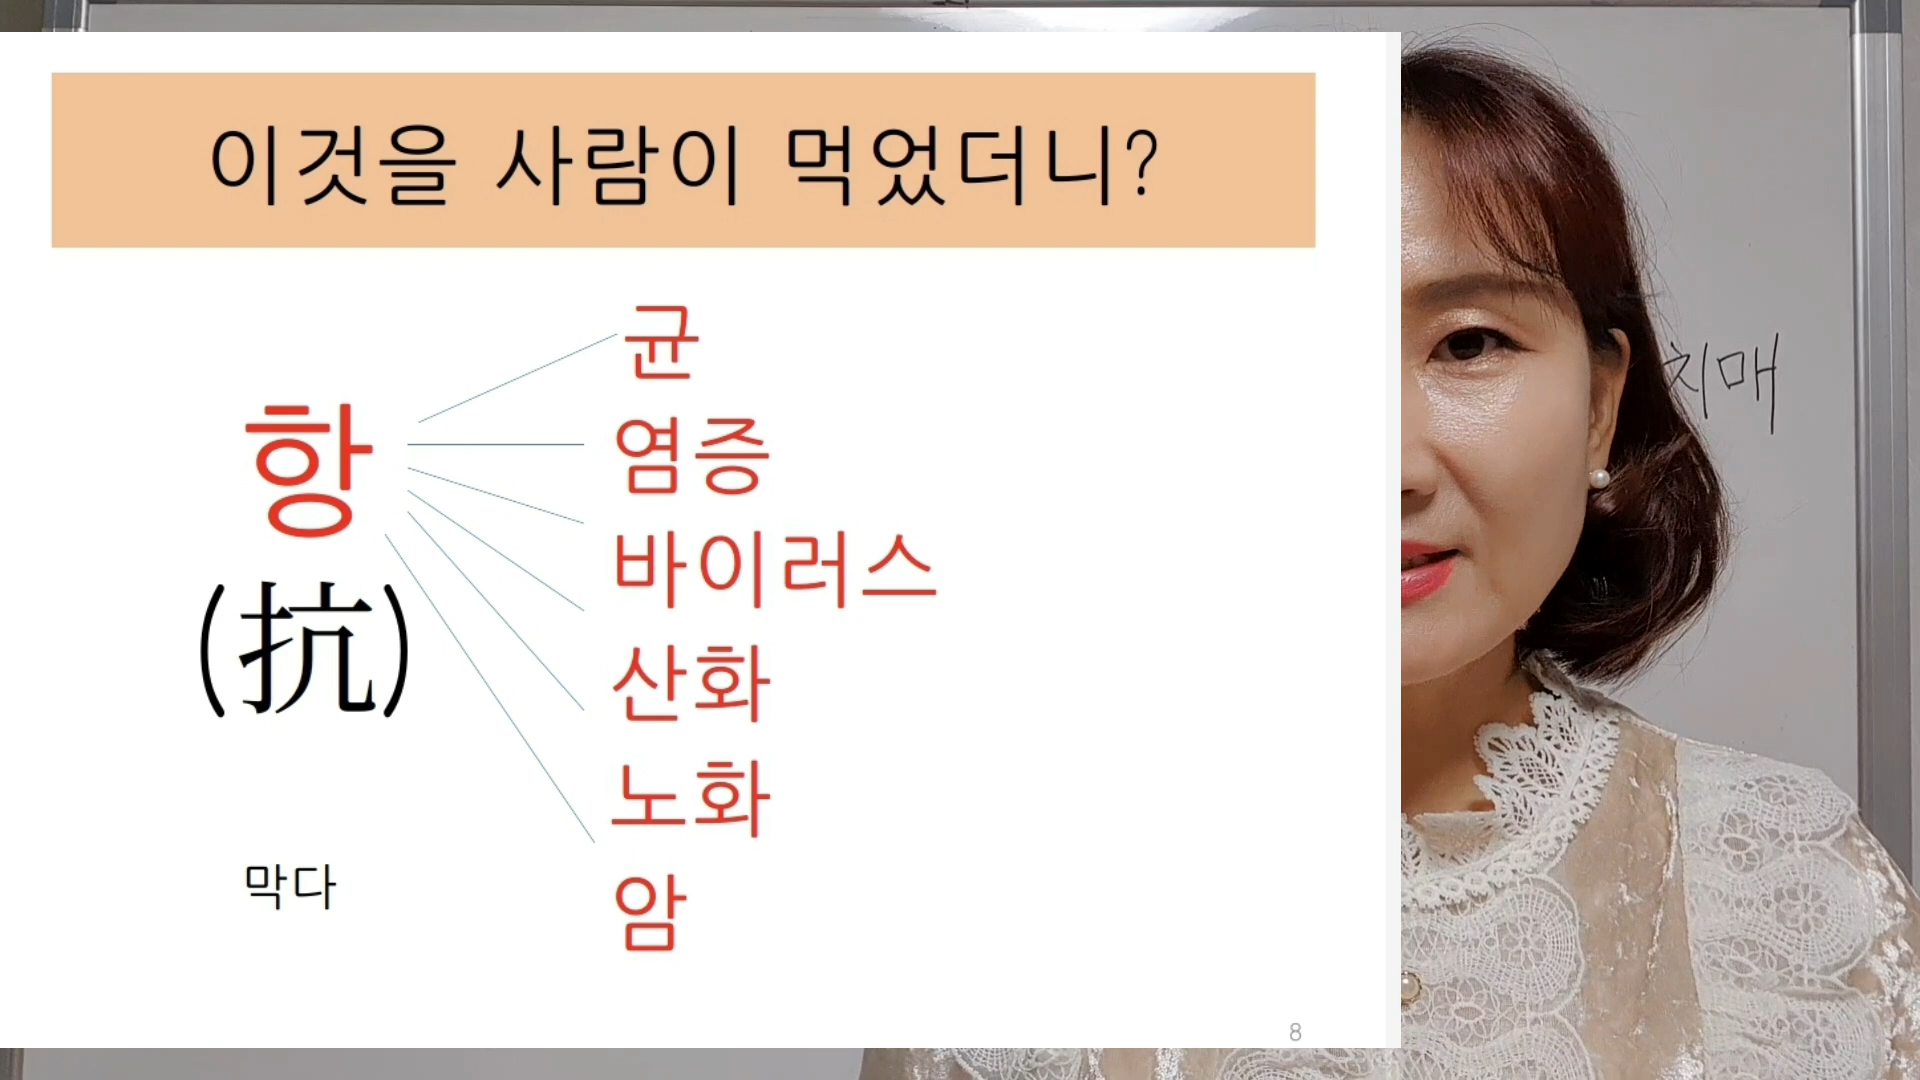 이것을 사람이 먹었더니?
항
(抗)
막다
균
염증
바이러스
산화
노화
암
8
치매